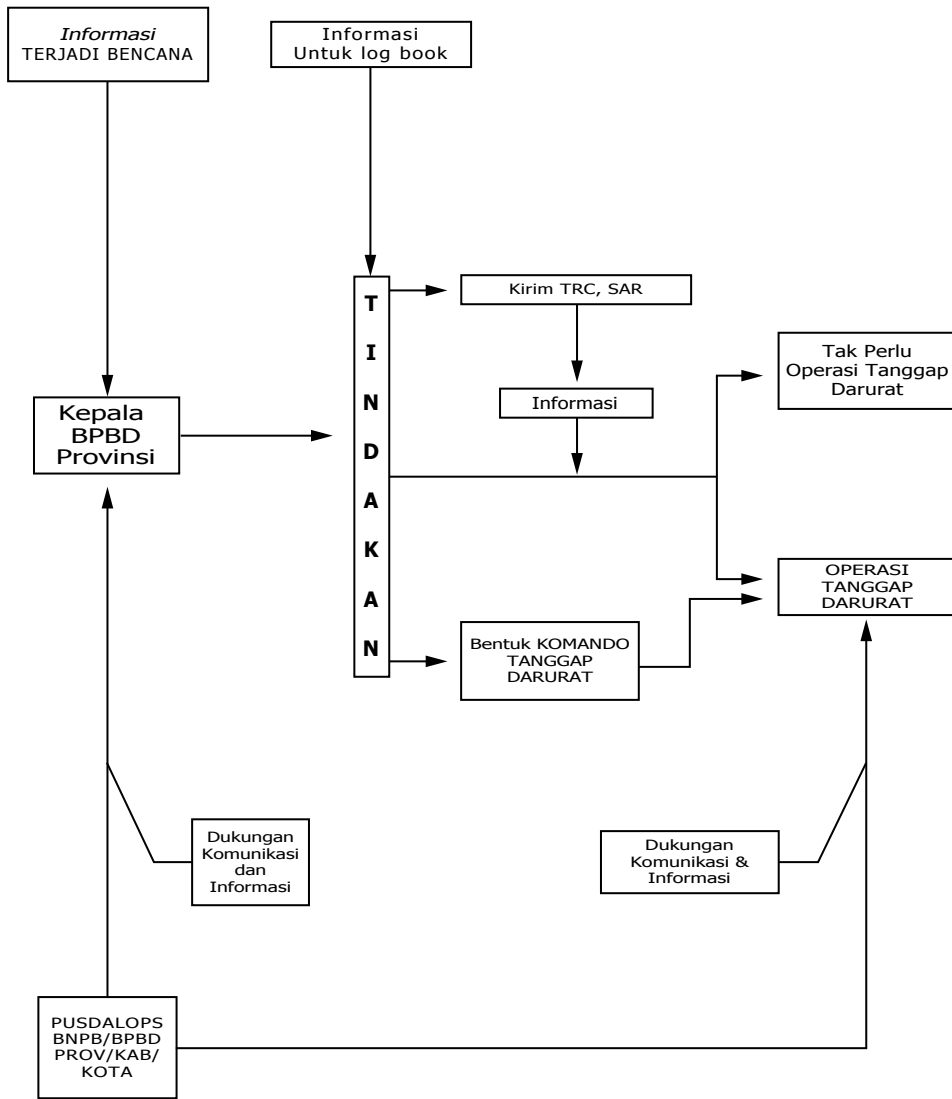 Informasi
TERJADI BENCANA
Informasi
Untuk log book
T
I
N
D
A
K
A
N
Kirim TRC, SAR
Informasi
Tak Perlu
Operasi Tanggap
Darurat
Kepala
BPBD
Provinsi
OPERASI
TANGGAP
DARURAT
Bentuk KOMANDO
TANGGAP
DARURAT
Dukungan
Komunikasi
dan
Informasi
Dukungan
Komunikasi &
Informasi
PUSDALOPS
BNPB/BPBD
PROV/KAB/
KOTA